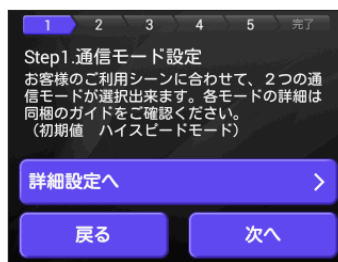 1 2 3 4 5 完了
Step1.通信モード設定
お客様のご利用シーンに合わせて、２つの通
信モードが選択出来ます。各モードの詳細は
同梱のガイドをご確認ください。
（初期値　ハイスピードモード）
詳細設定へ
戻る 次へ